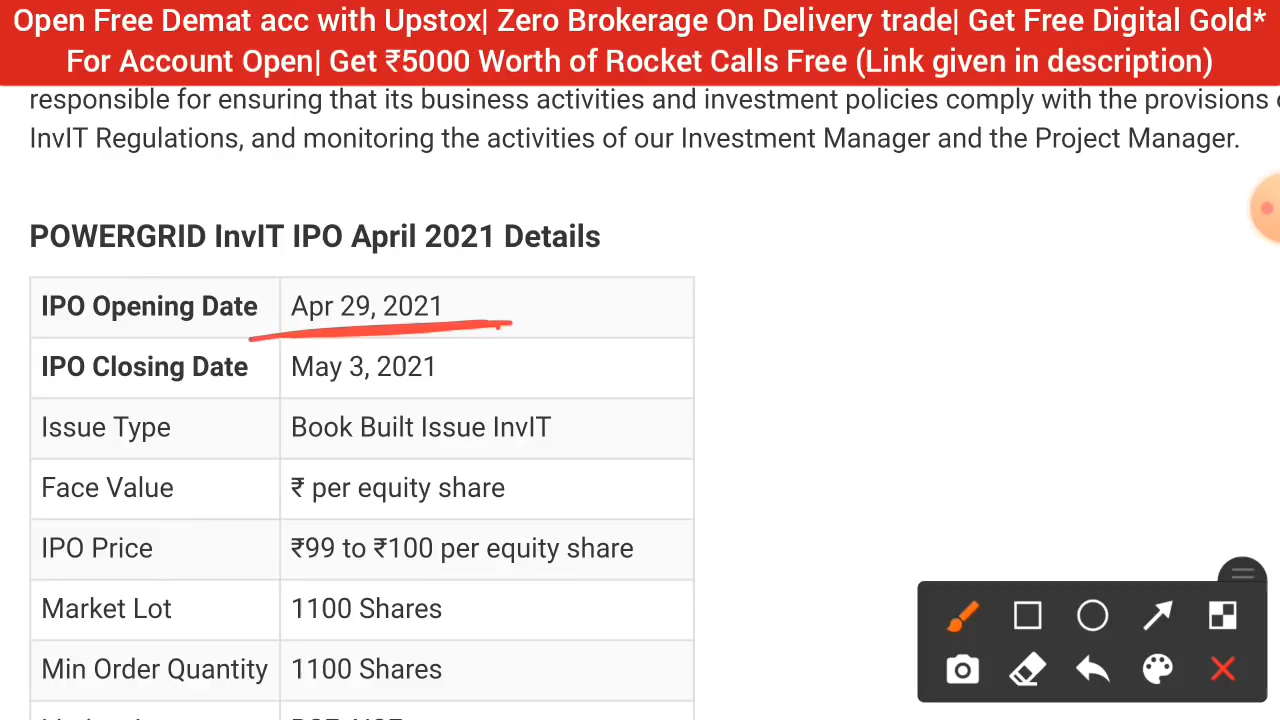 Open Free Demat acc with Upstox| Zero Brokerage On Delivery trade| Get Free Digital Gold*
For Account Open| Get ₹5000 Worth of Rocket Calls Free (Link given in description)
responsible for ensuring that its business activities and investment policies comply with the provisions
InvIT Regulations, and monitoring the activities of our Investment Manager and the Project Manager.
POWERGRID InvIT IPO April 2021 Details
IPO Opening Date Apr 29, 2021
IPO Closing Date May 3, 2021
Issue Type Book Built Issue InvIT
Face Value ₹ per equity share
IPO Price ₹99 to ₹100 per equity share
Market Lot 1100 Shares
Min Order Quantity 1100 Shares